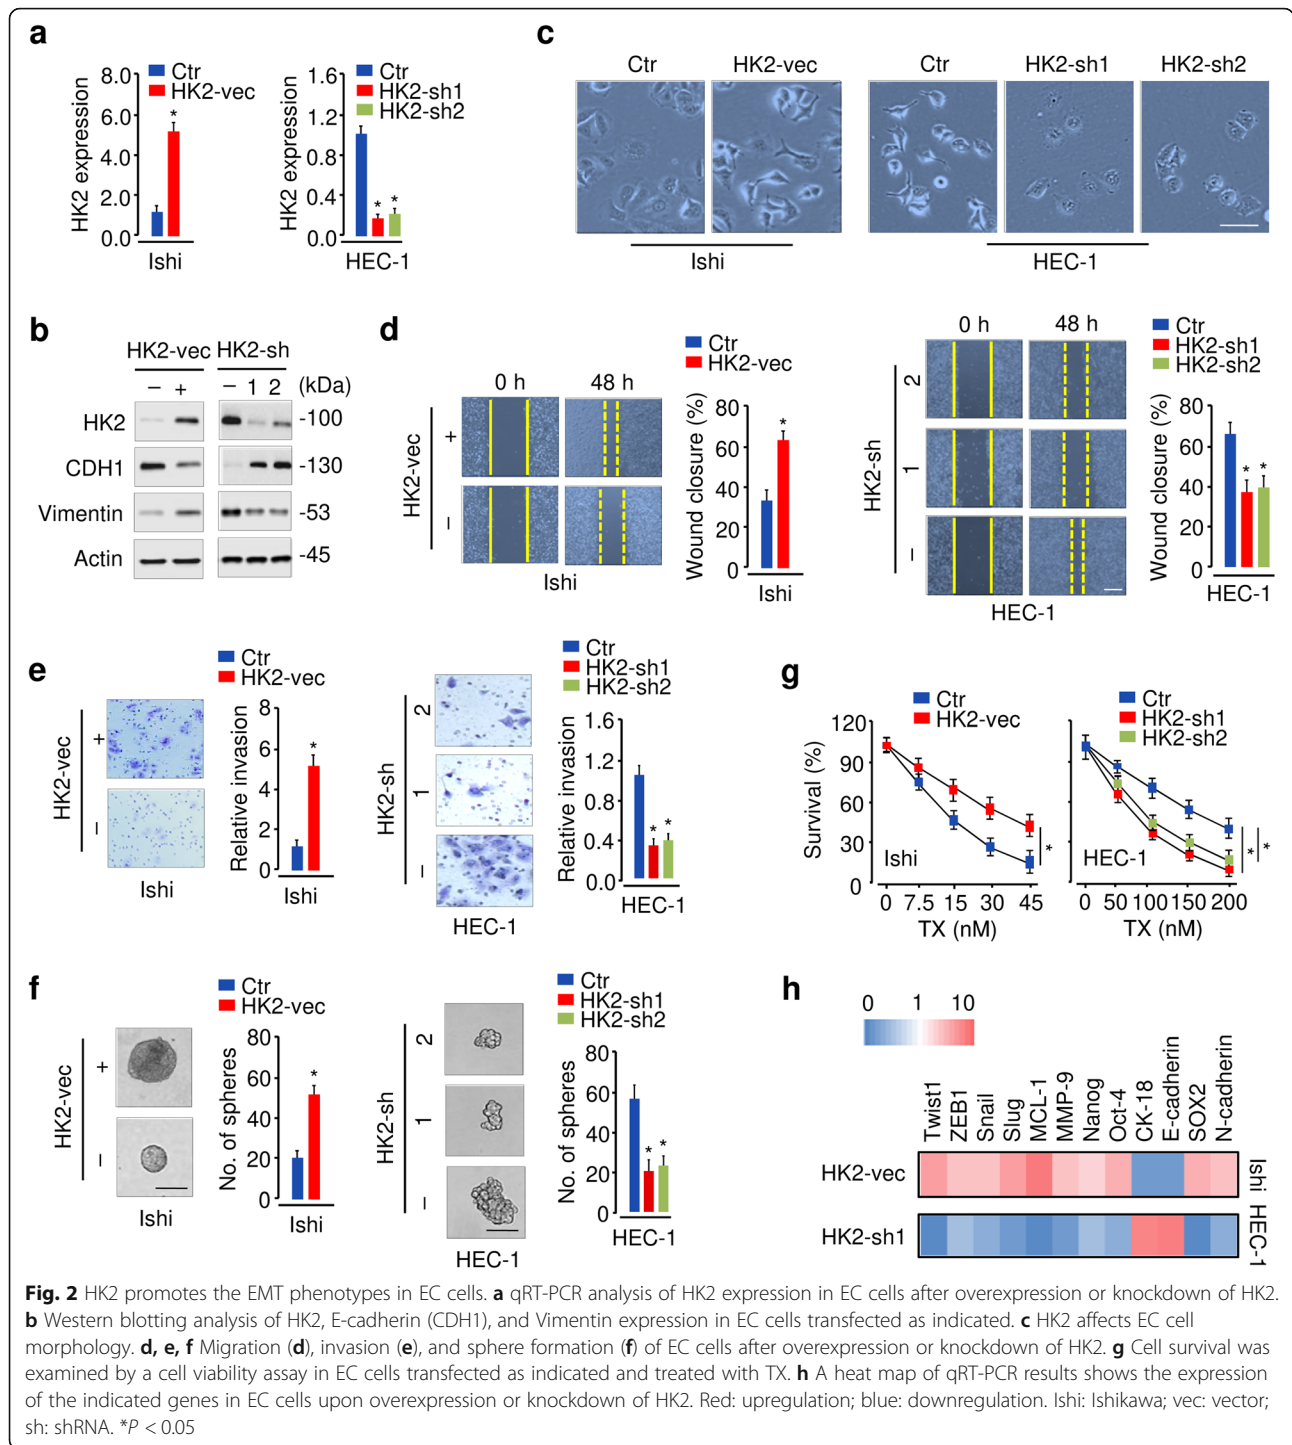 a
Ctr
HK2-vec
HK2 expression
8.0
6.0
4.0
2.0
0.0
*
Ishi
Ctr
HK2-sh1
HK2-sh2
HK2 expression
1.6
1.2
0.8
0.4
0.0
* *
HEC-1
c
Ctr HK2-vec
Ishi
Ctr HK2-sh1 HK2-sh2
HEC-1
b
HK2-vec HK2-sh
– + – 1 2 (kDa)
HK2 -100
CDH1 -130
Vimentin -53
Actin -45
d
0 h 48 h
HK2-vec
+
–
Ishi
Ctr
HK2-vec
Wound closure (%)
80
60
40
20
0
*
Ishi
0 h 48 h
HK2-sh
2
1
–
HEC-1
Ctr
HK2-sh1
HK2-sh2
Wound closure (%)
80
60
40
60
0
* *
HEC-1
e
HK2-vec
+
–
Ishi
Ctr
HK2-vec
Relative invasion
8
6
4
2
0
*
Ishi
HK2-sh
2
1
–
HEC-1
Ctr
HK2-sh1
HK2-sh2
Relative invasion
1.6
1.2
0.8
0.4
0.0
* *
HEC-1
g
Ctr
HK2-vec
Survival (%)
120
90
60
30
0
Ishi
*
0 7.5 15 30 45
TX (nM)
Ctr
HK2-sh1
HK2-sh2
HEC-1
* *
0 50 100 150 200
TX (nM)
f
HK2-vec
+
–
Ishi
Ctr
HK2-vec
No. of spheres
80
60
40
20
0
*
Ishi
HK2-sh
2
1
–
HEC-1
Ctr
HK2-sh1
HK2-sh2
No. of spheres
80
60
40
20
0
* *
HEC-1
h
0 1 10
Twist1
ZEB1
Snail
Slug
MCL-1
MMP-9
Nanog
Oct-4
CK-18
E-cadherin
SOX2
N-cadherin
HK2-vec Ishi
HK2-sh1 HEC-1
Fig. 2 HK2 promotes the EMT phenotypes in EC cells. a qRT-PCR analysis of HK2 expression in EC cells after overexpression or knockdown of HK2.
b Western blotting analysis of HK2, E-cadherin (CDH1), and Vimentin expression in EC cells transfected as indicated. c HK2 affects EC cell
morphology. d, e, f Migration (d), invasion (e), and sphere formation (f) of EC cells after overexpression or knockdown of HK2. g Cell survival was
examined by a cell viability assay in EC cells transfected as indicated and treated with TX. h A heat map of qRT-PCR results shows the expression
of the indicated genes in EC cells upon overexpression or knockdown of HK2. Red: upregulation; blue: downregulation. Ishi: Ishikawa; vec: vector;
sh: shRNA. *P < 0.05